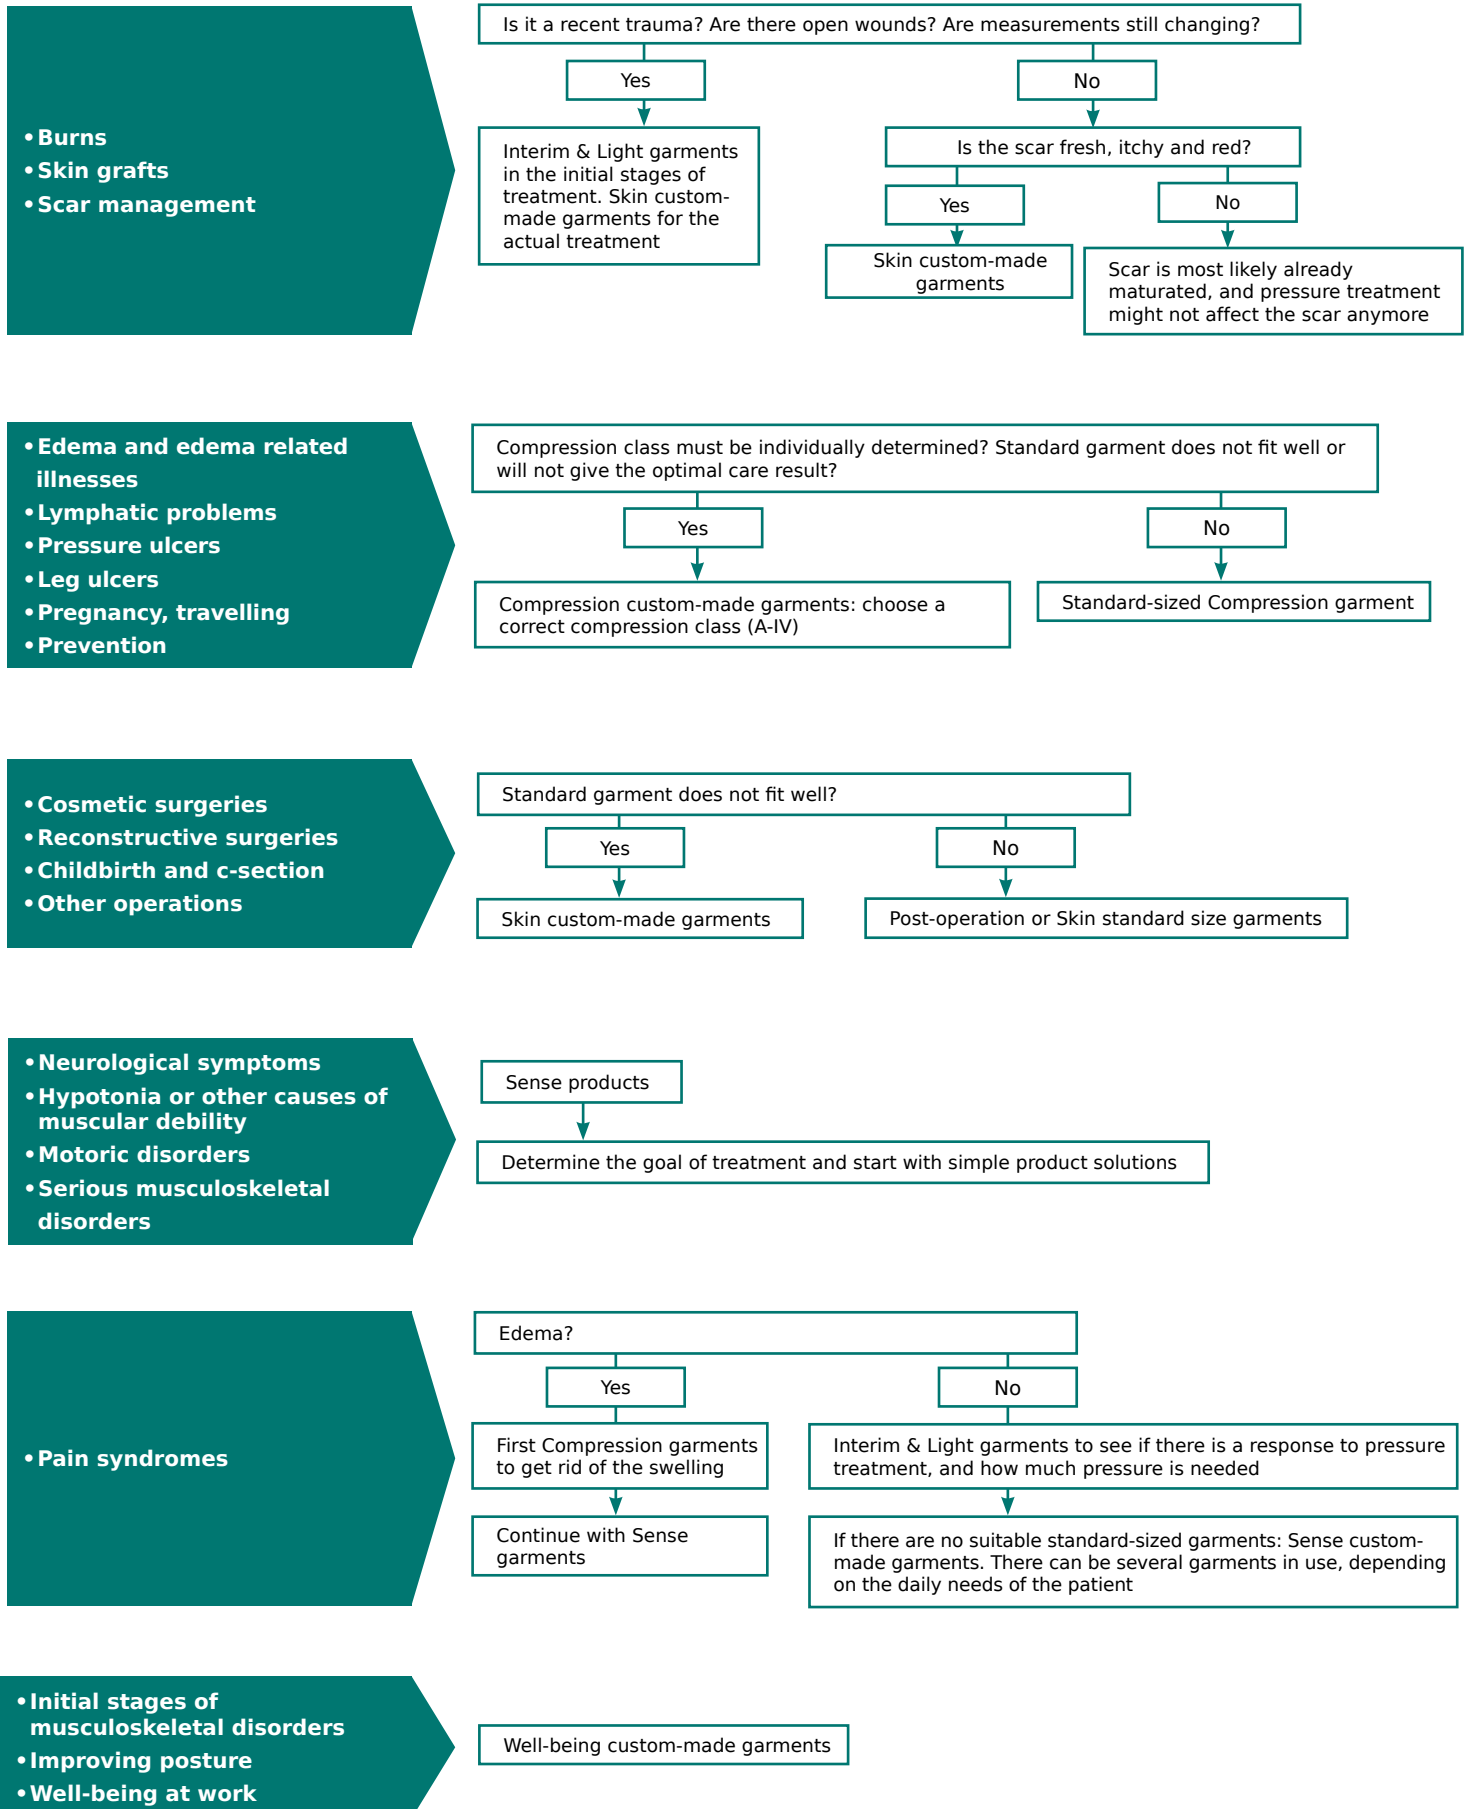 • Burns
• Skin grafts
• Scar management
Is it a recent trauma? Are there open wounds? Are measurements still changing?
Yes
No
Interim & Light garments
in the initial stages of
treatment. Skin custom-
made garments for the
actual treatment
Is the scar fresh, itchy and red?
Yes
No
Skin custom-made
garments
Scar is most likely already
maturated, and pressure treatment
might not affect the scar anymore
• Edema and edema related
illnesses
• Lymphatic problems
• Pressure ulcers
• Leg ulcers
• Pregnancy, travelling
• Prevention
Compression class must be individually determined? Standard garment does not fit well or
will not give the optimal care result?
Yes
No
Compression custom-made garments: choose a
correct compression class (A-IV)
Standard-sized Compression garment
• Cosmetic surgeries
• Reconstructive surgeries
• Childbirth and c-section
• Other operations
Standard garment does not fit well?
Yes
No
Skin custom-made garments
Post-operation or Skin standard size garments
• Neurological symptoms
• Hypotonia or other causes of
muscular debility
• Motoric disorders
• Serious musculoskeletal
disorders
Sense products
Determine the goal of treatment and start with simple product solutions
• Pain syndromes
Edema?
Yes
No
First Compression garments
to get rid of the swelling
Continue with Sense
garments
Interim & Light garments to see if there is a response to pressure
treatment, and how much pressure is needed
If there are no suitable standard-sized garments: Sense custom-
made garments. There can be several garments in use, depending
on the daily needs of the patient
• Initial stages of
musculoskeletal disorders
• Improving posture
• Well-being at work
Well-being custom-made garments